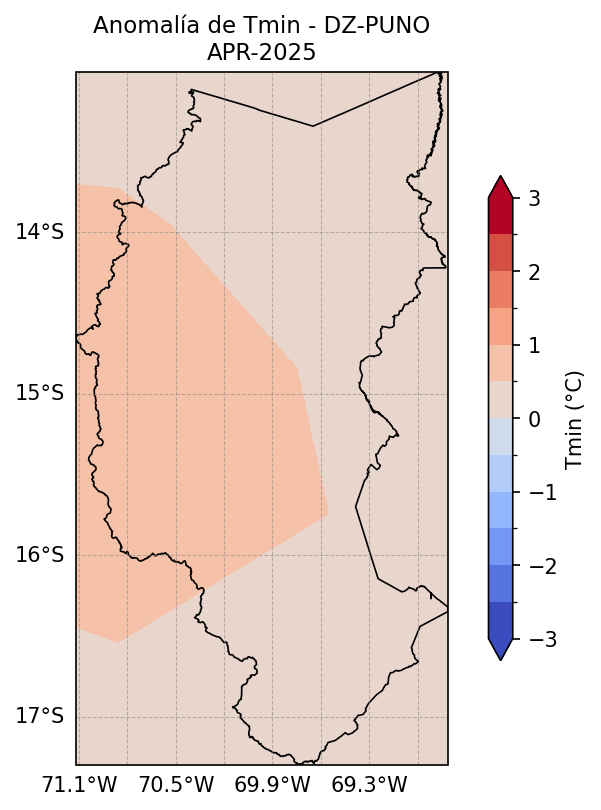 Anomalía de Tmin - DZ-PUNO
APR-2025
14°S
15°S
16°S
17°S
71.1°W 70.5°W 69.9°W 69.3°W
3
2
1
0
−1
−2
−3
Tmin (°C)